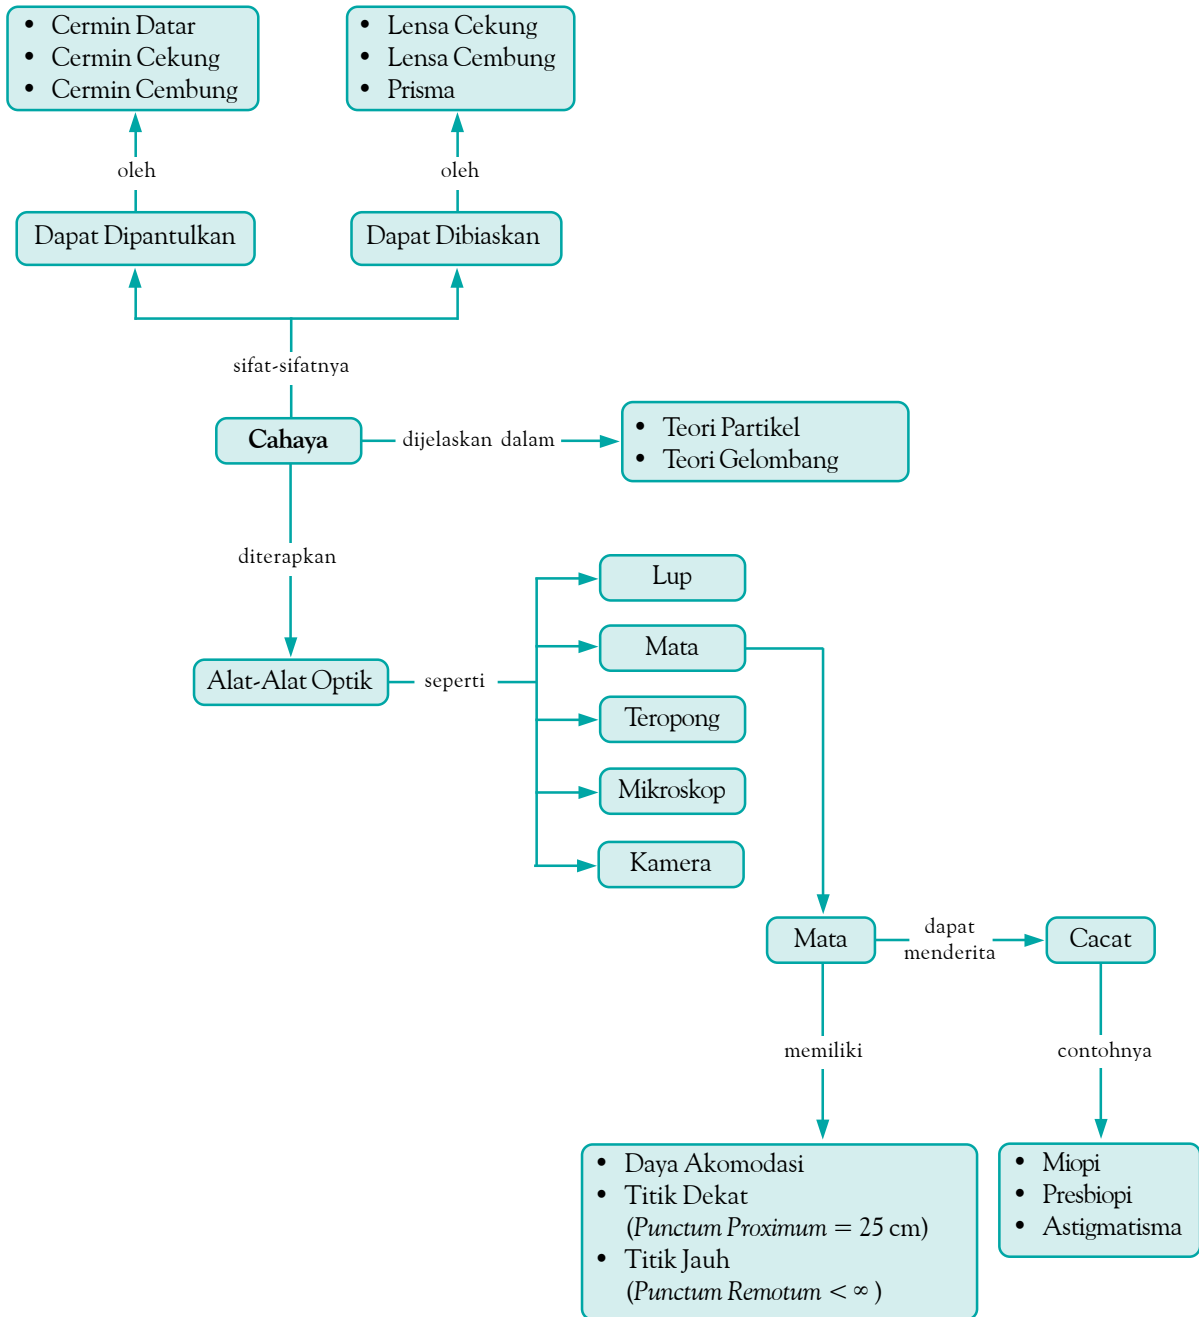 • Cermin Datar
• Cermin Cekung
• Cermin Cembung
• Lensa Cekung
• Lensa Cembung
• Prisma
oleh
oleh
Dapat Dipantulkan
Dapat Dibiaskan
sifat-sifatnya
Cahaya
dijelaskan dalam
• Teori Partikel
• Teori Gelombang
diterapkan
Alat-Alat Optik
seperti
Lup
Mata
Teropong
Mikroskop
Kamera
Mata
dapat
menderita
Cacat
memiliki
contohnya
• Daya Akomodasi
• Titik Dekat
(Punctum Proximum = 25 cm)
• Titik Jauh
(Punctum Remotum < ∞ )
• Miopi
• Presbiopi
• Astigmatisma